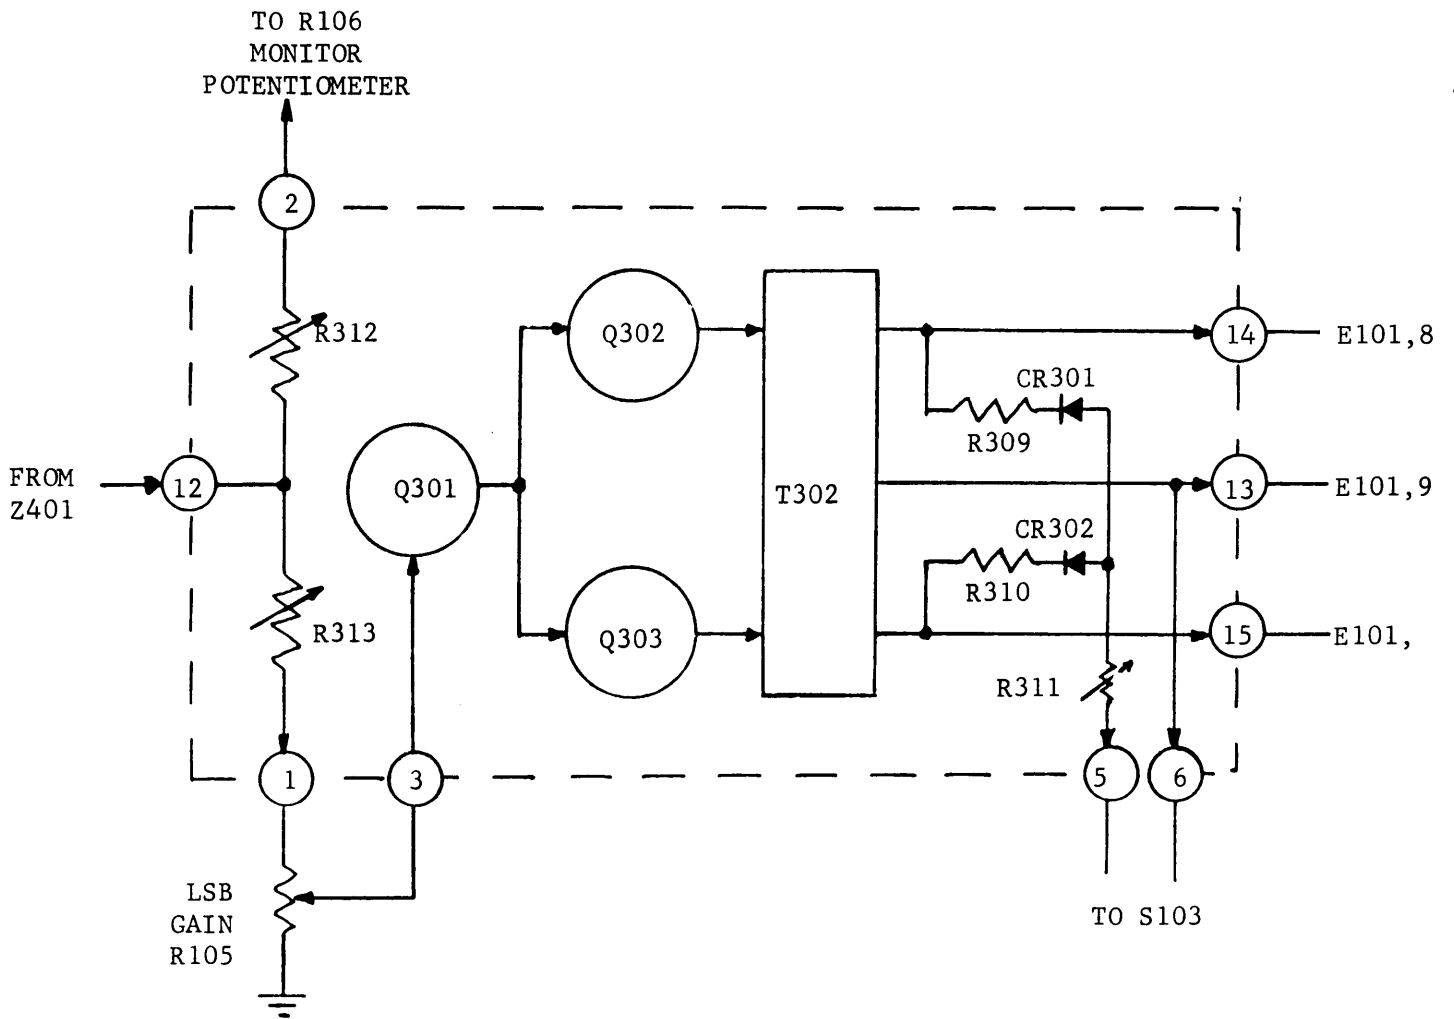 TO R106
MONITOR
POTENTIOMETER
2
R312
Q302
14
E101,8
CR301
R309
FROM
Z401
12
Q301
T302
13
E101,9
CR302
R310
R313
Q303
15
E101,
R311
1
3
5
6
LSB
GAIN
R105
TO S103